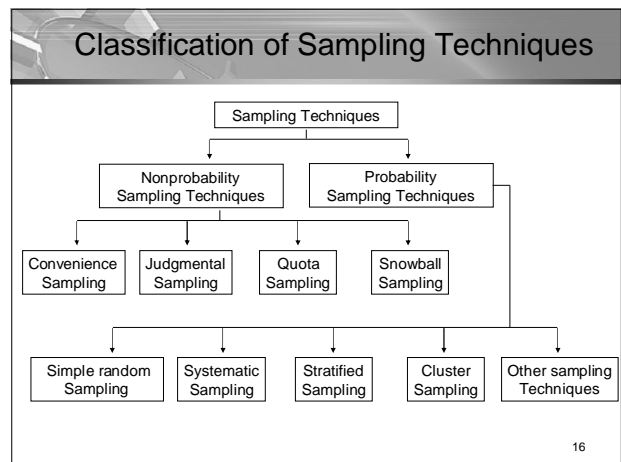 Classification of Sampling Techniques
Sampling Techniques
Nonprobability
Sampling Techniques
Probability
Sampling Techniques
Convenience
Sampling
Judgmental
Sampling
Quota
Sampling
Snowball
Sampling
Simple random
Sampling
Systematic
Sampling
Stratified
Sampling
Cluster
Sampling
Other sampling
Techniques
16